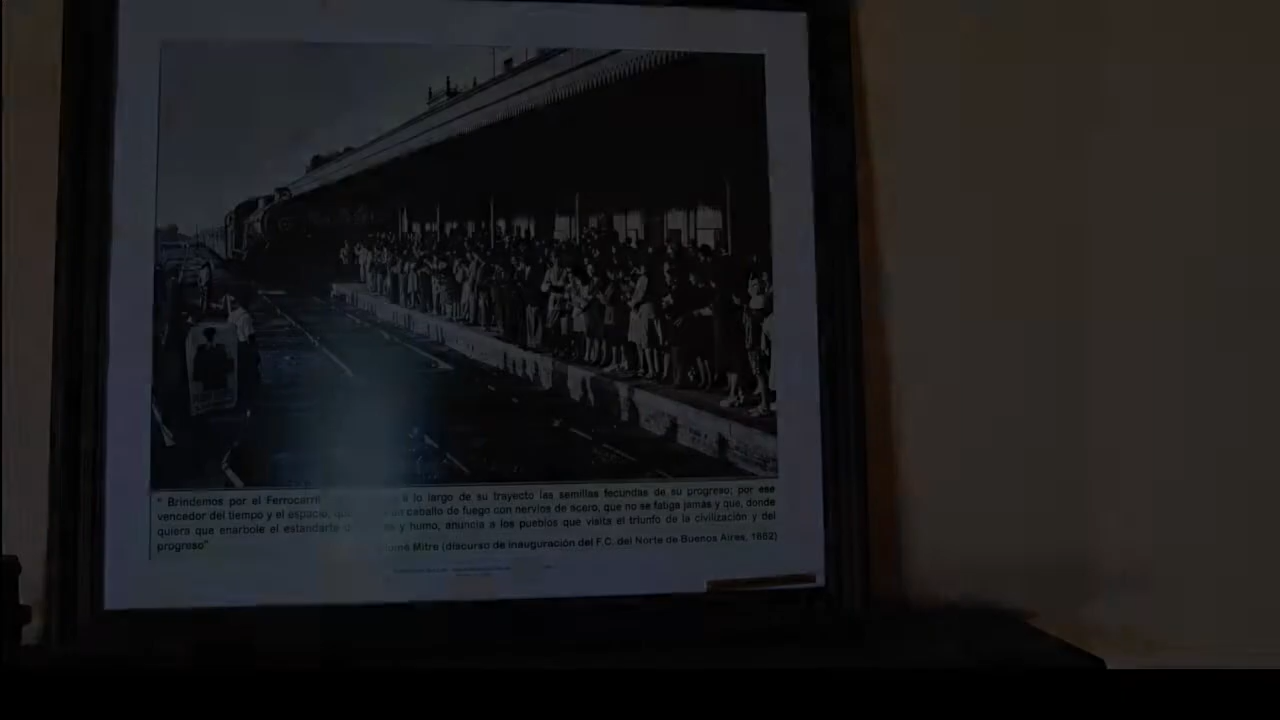 " Brindemos por el Ferrocarril a lo largo de su trayecto las semillas fecundas de su progreso; por ese
vencedor del tiempo y el espacio, caballo de fuego con nervios de acero, que no se fatiga jamás y que, donde
quiera que enarbole el estandarte y humo, anuncia a los pueblos que visita el triunfo de la civilización y del
progreso"
Mitre (discurso de inauguración del F.C. del Norte de Buenos Aires, 1862)